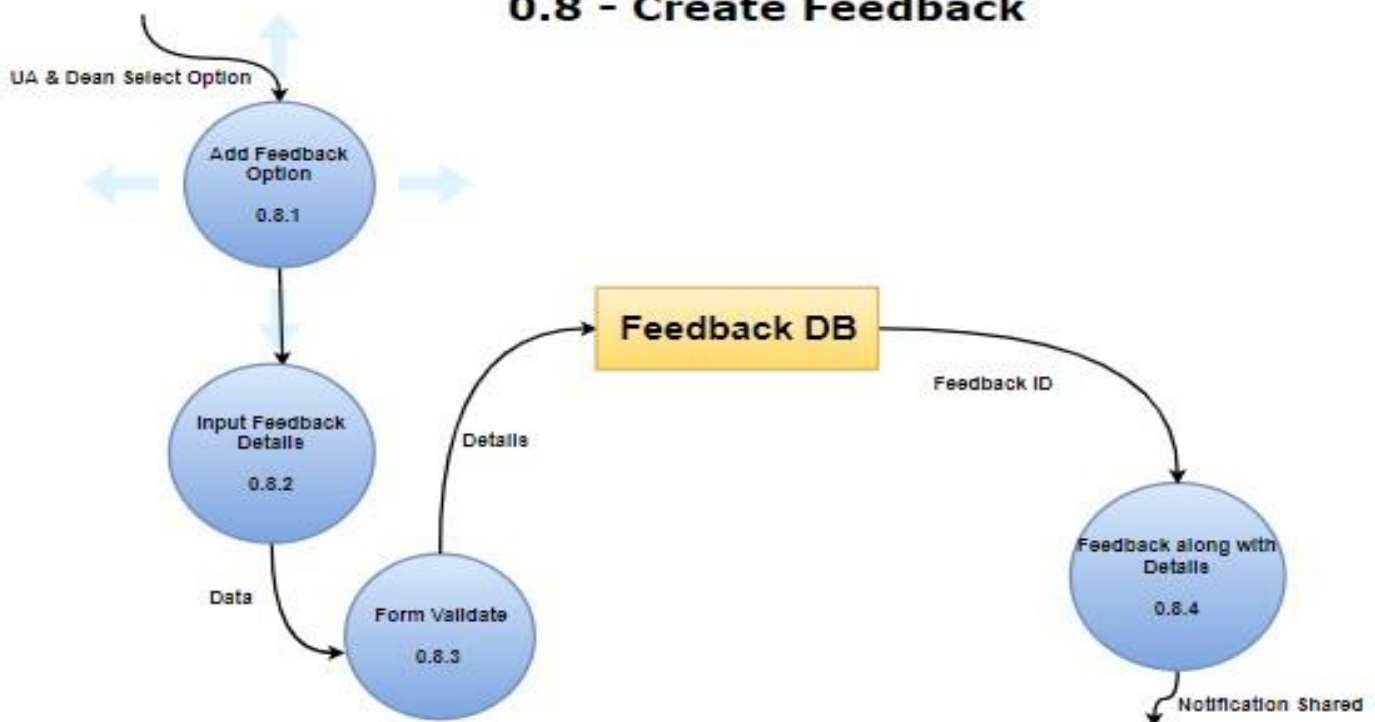 0.8 - Create Feedback
UA & Dean Select Option
Add Feedback
Option
0.8.1
Feedback DB
Feedback ID
Input Feedback
Details
0.8.2
Details
Data
Form Validate
0.8.3
Feedback along with
Details
0.8.4
Notification Shared